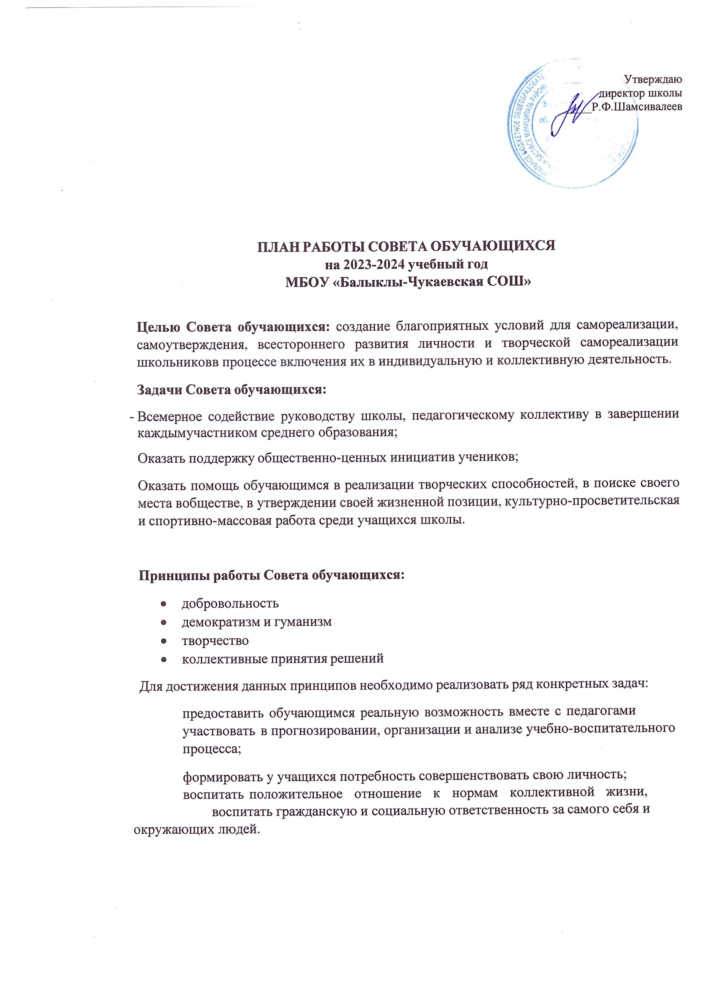 Утверждаю
директор школы
Р.Ф.Шамсивалеев
БЮДЖЕТНОЕ ОБЩЕОБРАЗОВАТЕ
МУНИЦИПАЛЬ РАЙОНЫ
ПЛАН РАБОТЫ СОВЕТА ОБУЧАЮЩИХСЯ
на 2023-2024 учебный год
МБОУ «Балыклы-Чукаевская СОШ»
Целью Совета обучающихся: создание благоприятных условий для самореализации,
самоутверждения, всестороннего развития личности и творческой самореализации
школьниковв процессе включения их в индивидуальную и коллективную деятельность.
Задачи Совета обучающихся:
- Всемерное содействие руководству школы, педагогическому коллективу в завершении
каждымучастником среднего образования;
Оказать поддержку общественно-ценных инициатив учеников;
Оказать помощь обучающимся в реализации творческих способностей, в поиске своего
места вобществе, в утверждении своей жизненной позиции, культурно-просветительская
и спортивно-массовая работа среди учащихся школы.
Принципы работы Совета обучающихся:
• добровольность
• демократизм и гуманизм
• творчество
• коллективные принятия решений
Для достижения данных принципов необходимо реализовать ряд конкретных задач:
предоставить обучающимся реальную возможность вместе с педагогами
участвовать в прогнозировании, организации и анализе учебно-воспитательного
процесса;
формировать у учащихся потребность совершенствовать свою личность;
воспитать положительное отношение к нормам коллективной жизни,
воспитать гражданскую и социальную ответственность за самого себя и
окружающих людей.